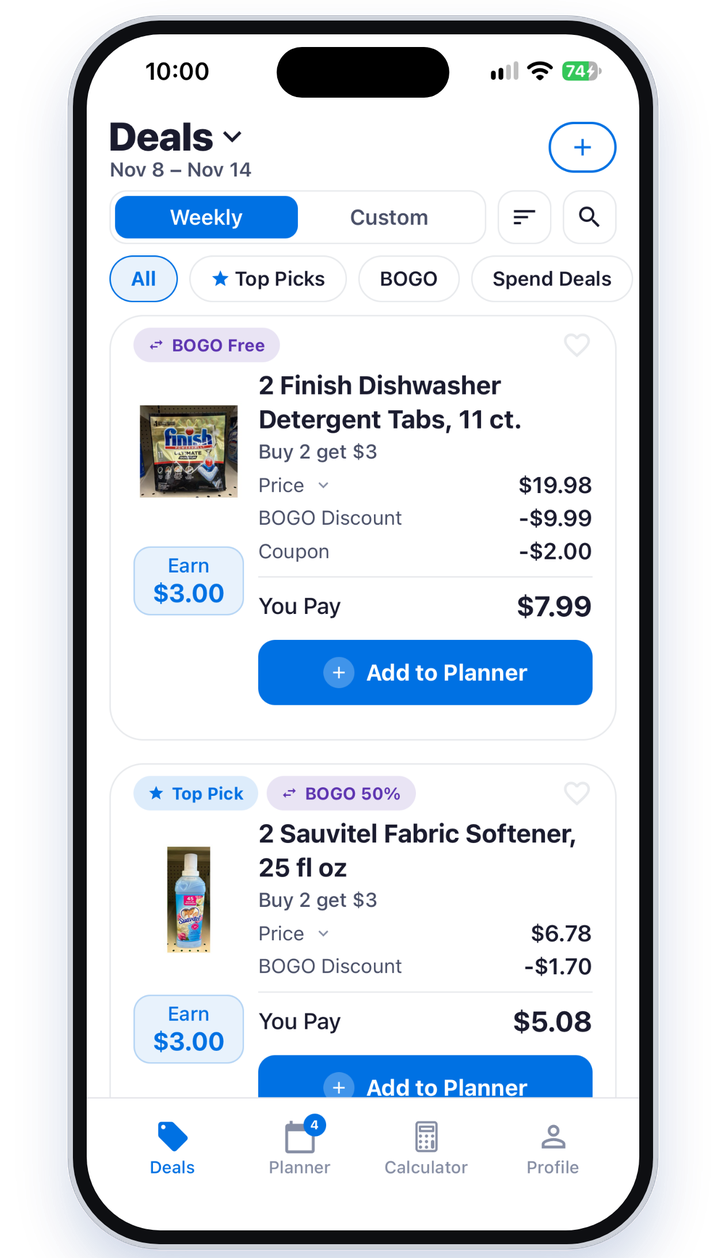 10:00
74
Deals
Nov 8 – Nov 14
Weekly
Custom
All
Top Picks
BOGO
Spend Deals
BOGO Free
2 Finish Dishwasher
Detergent Tabs, 11 ct.
Buy 2 get $3
Price
$19.98
BOGO Discount
-$9.99
Coupon
-$2.00
finish
ULTIMATE
Earn
$3.00
You Pay
$7.99
Add to Planner
Top Pick
BOGO 50%
2 Sauvitel Fabric Softener,
25 fl oz
Buy 2 get $3
Price
$6.78
BOGO Discount
-$1.70
Suavitel
Earn
$3.00
You Pay
$5.08
Add to Planner
4
Deals
Planner
Calculator
Profile